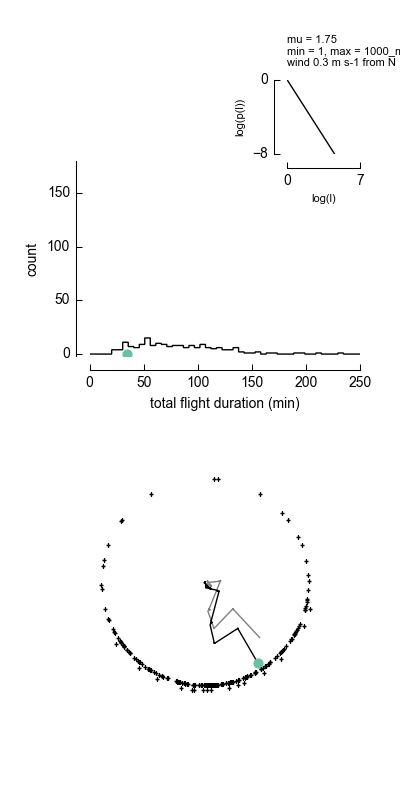 mu = 1.75
min = 1, max = 1000_m
wind 0.3 m s-1 from N
0
log(p(l))
−8
0
7
log(l)
150
100
50
0
count
0
50
100
150
200
250
total flight duration (min)